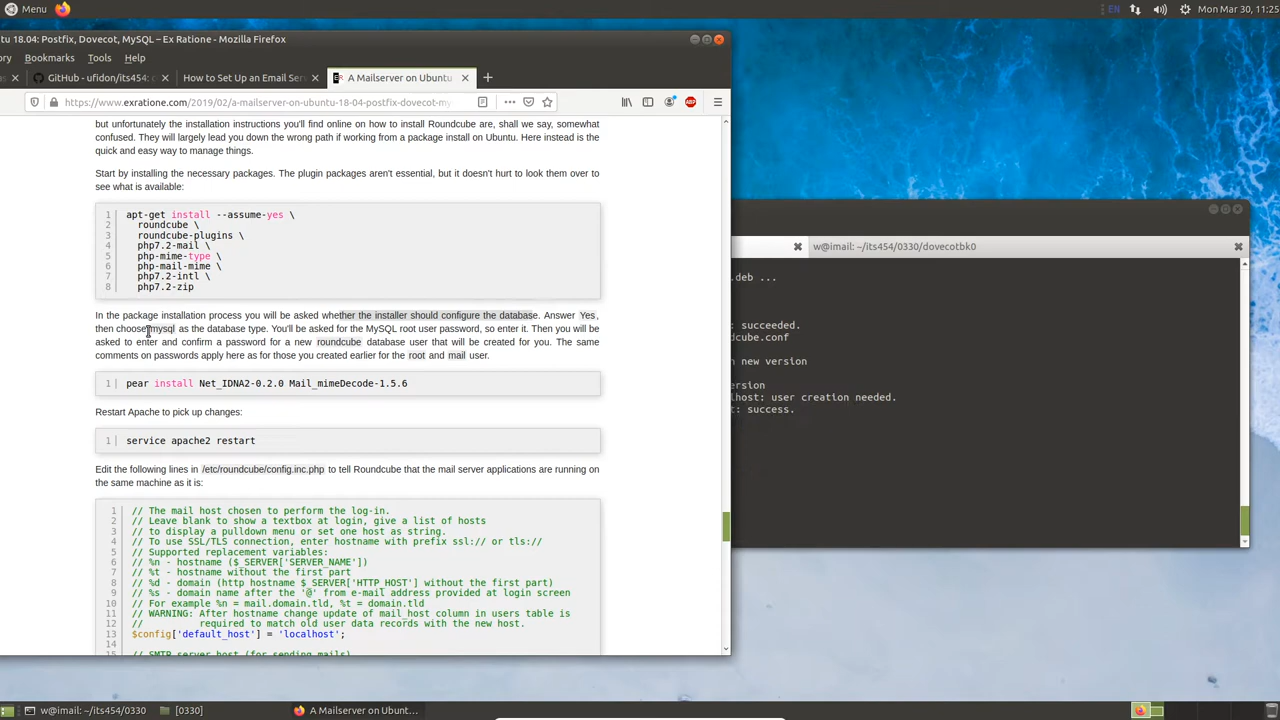 Menu
EN
Mon Mar 30, 11:25
tu 18.04: Postfix, Dovecot, MySQL – Ex Ratione - Mozilla Firefox
ory Bookmarks Tools Help
GitHub - ufidon/its454: c
How to Set Up an Email Serv
A Mailserver on Ubuntu
https://www.exratione.com/2019/02/a-mailserver-on-ubuntu-18-04-postfix-dovecot-my
but unfortunately the installation instructions you'll find online on how to install Roundcube are, shall we say, somewhat
confused. They will largely lead you down the wrong path if working from a package install on Ubuntu. Here instead is the
quick and easy way to manage things.
Start by installing the necessary packages. The plugin packages aren't essential, but it doesn't hurt to look them over to
see what is available:
1 apt-get install --assume-yes \
2 roundcube \
3 roundcube-plugins \
4 php7.2-mail \
5 php-mime-type \
6 php-mail-mime \
7 php7.2-intl \
8 php7.2-zip
In the package installation process you will be asked whether the installer should configure the database. Answer Yes,
then choose mysql as the database type. You'll be asked for the MySQL root user password, so enter it. Then you will be
asked to enter and confirm a password for a new roundcube database user that will be created for you. The same
comments on passwords apply here as for those you created earlier for the root and mail user.
1 pear install Net_IDNA2-0.2.0 Mail_mimeDecode-1.5.6
Restart Apache to pick up changes:
1 service apache2 restart
Edit the following lines in /etc/roundcube/config.inc.php to tell Roundcube that the mail server applications are running on
the same machine as it is:
1 // The mail host chosen to perform the log-in.
2 // Leave blank to show a textbox at login, give a list of hosts
3 // to display a pulldown menu or set one host as string.
4 // To use SSL/TLS connection, enter hostname with prefix ssl:// or tls://
5 // Supported replacement variables:
6 // %n - hostname ($_SERVER['SERVER_NAME'])
7 // %t - hostname without the first part
8 // %d - domain (http hostname $_SERVER['HTTP_HOST'] without the first part)
9 // %s - domain name after the '@' from e-mail address provided at login screen
10 // For example %n = mail.domain.tld, %t = domain.tld
11 // WARNING: After hostname change update of mail_host column in users table is
12 // required to match old user data records with the new host.
13 $config['default_host'] = 'localhost';
14
15 // SMTP server host (for sending mails).
w@imail: ~/its454/0330/dovecotbk0
.deb ...
succeeded.
dcube.conf
n new version
ersion
lhost: user creation needed.
t: success.
w@imail: ~/its454/0330
[0330]
A Mailserver on Ubunt...